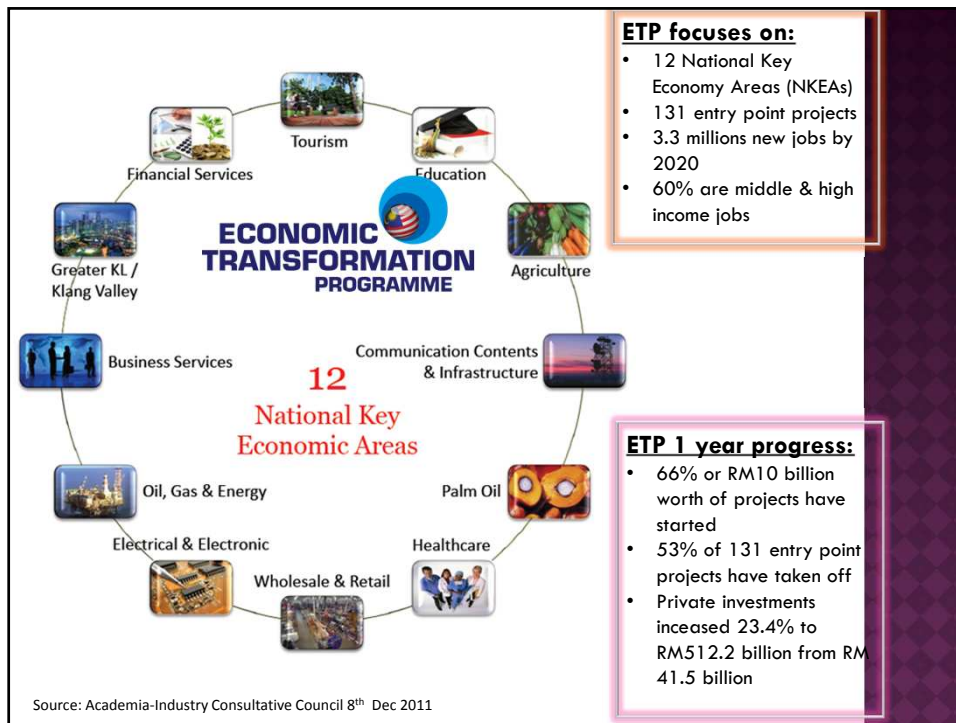 ETP focuses on:
• 12 National Key
Economy Areas (NKEAs)
• 131 entry point projects
• 3.3 millions new jobs by
2020
• 60% are middle & high
income jobs
Tourism
Financial Services
Education
ECONOMIC
TRANSFORMATION
PROGRAMME
Greater KL /
Klang Valley
Agriculture
Business Services
Communication Contents
& Infrastructure
12
National Key
Economic Areas
Oil, Gas & Energy
Palm Oil
Electrical & Electronic
Healthcare
Wholesale & Retail
ETP 1 year progress:
• 66% or RM10 billion
worth of projects have
started
• 53% of 131 entry point
projects have taken off
• Private investments
inceased 23.4% to
RM512.2 billion from RM
41.5 billion
Source: Academia-Industry Consultative Council 8th Dec 2011